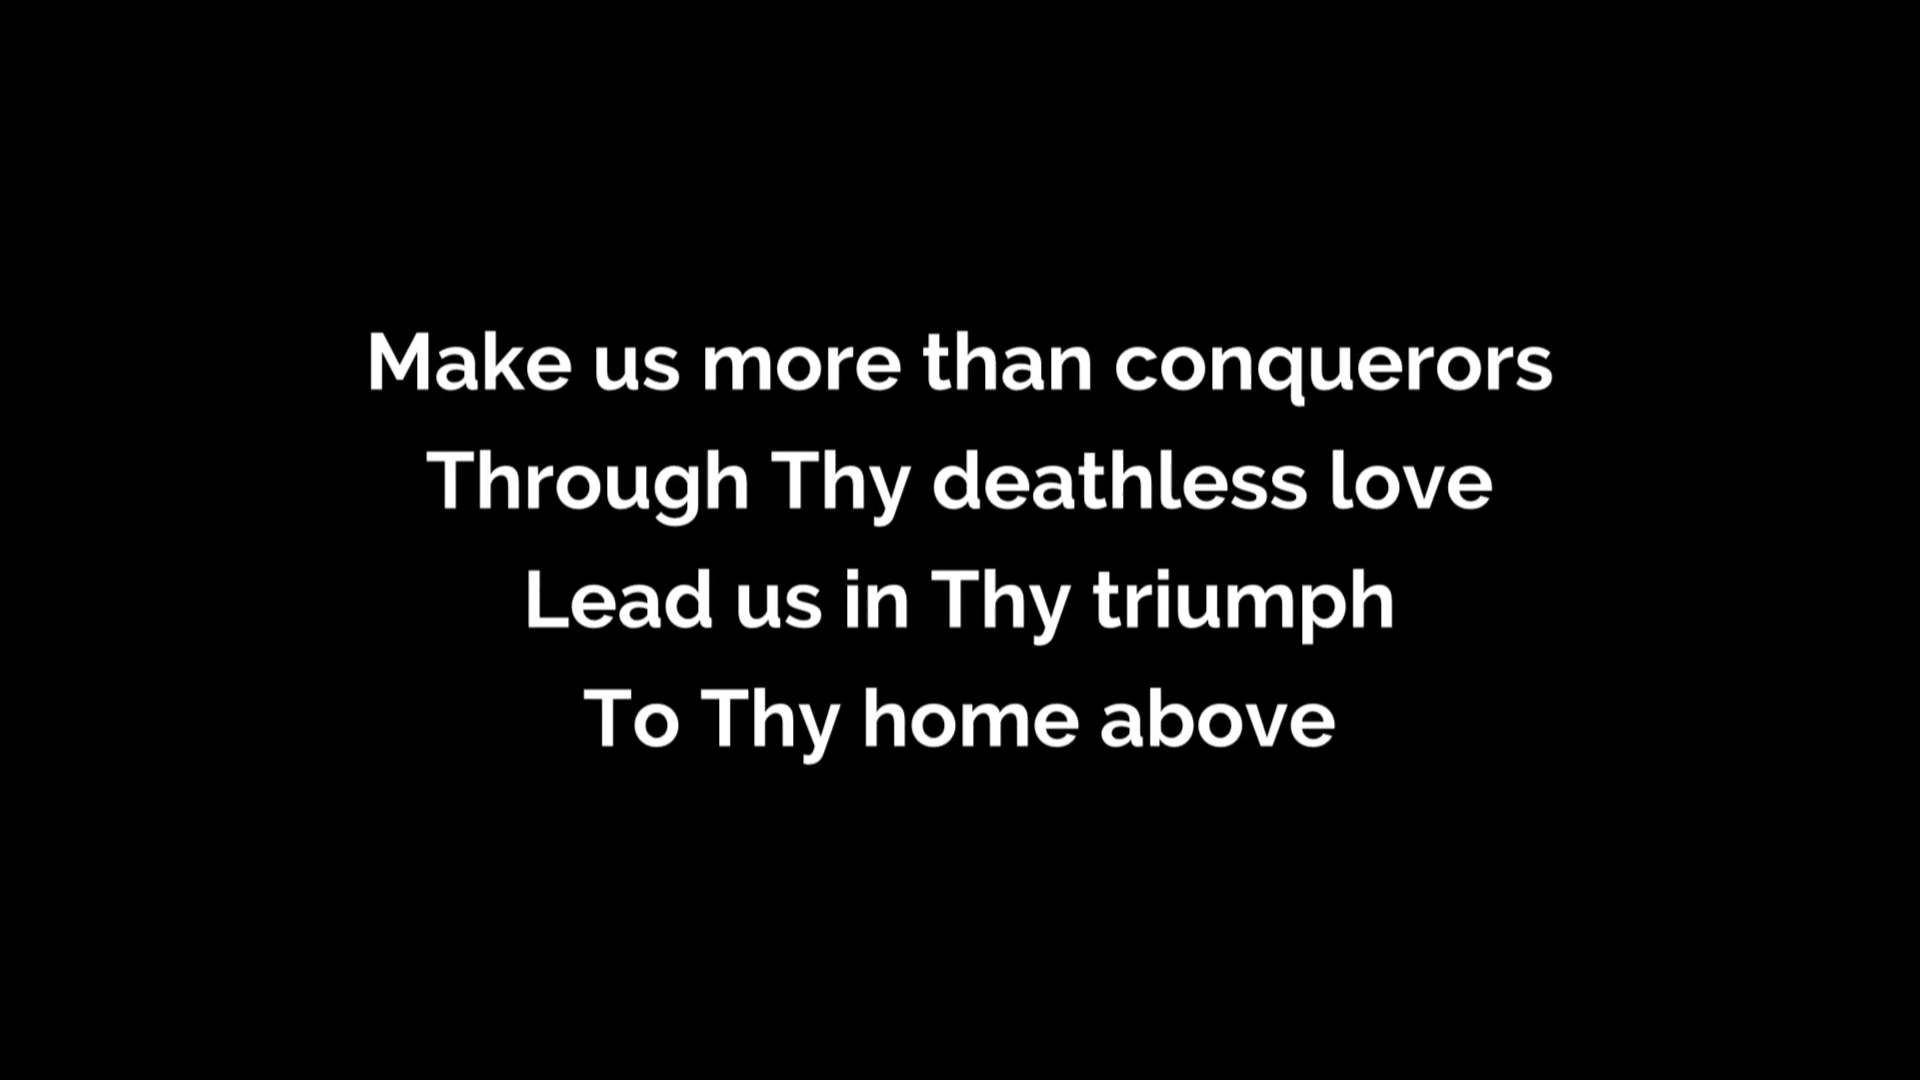 Make us more than conquerors
Through Thy deathless love
Lead us in Thy triumph
To Thy home above